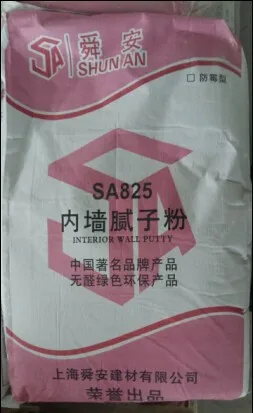 SA 舜安
SHUN AN
□防霉型
SA825
内墙腻子粉
INTERIOR WALL PUTTY
中国著名品牌产品
无醛绿色环保产品
上海舜安建材有限公司
荣誉出品